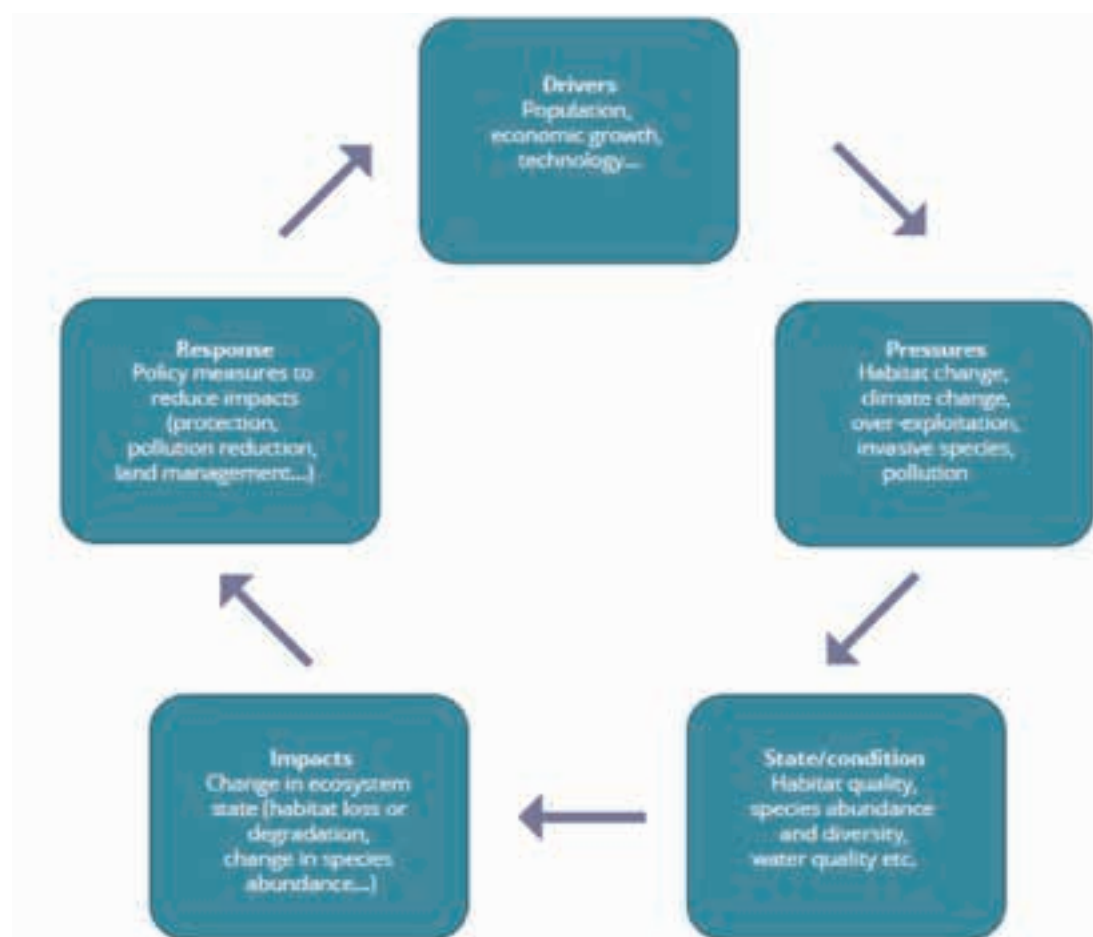 Drivers
Population,
economic growth,
technology...
Pressures
Habitat change,
climate change,
over-exploitation,
invasive species,
pollution
State/condition
Habitat quality,
species abundance
and diversity,
water quality etc.
Impacts
Change in ecosystem
state (habitat loss or
degradation,
change in species
abundance...)
Response
Policy measures to
reduce impacts
(protection,
pollution reduction,
land management...)